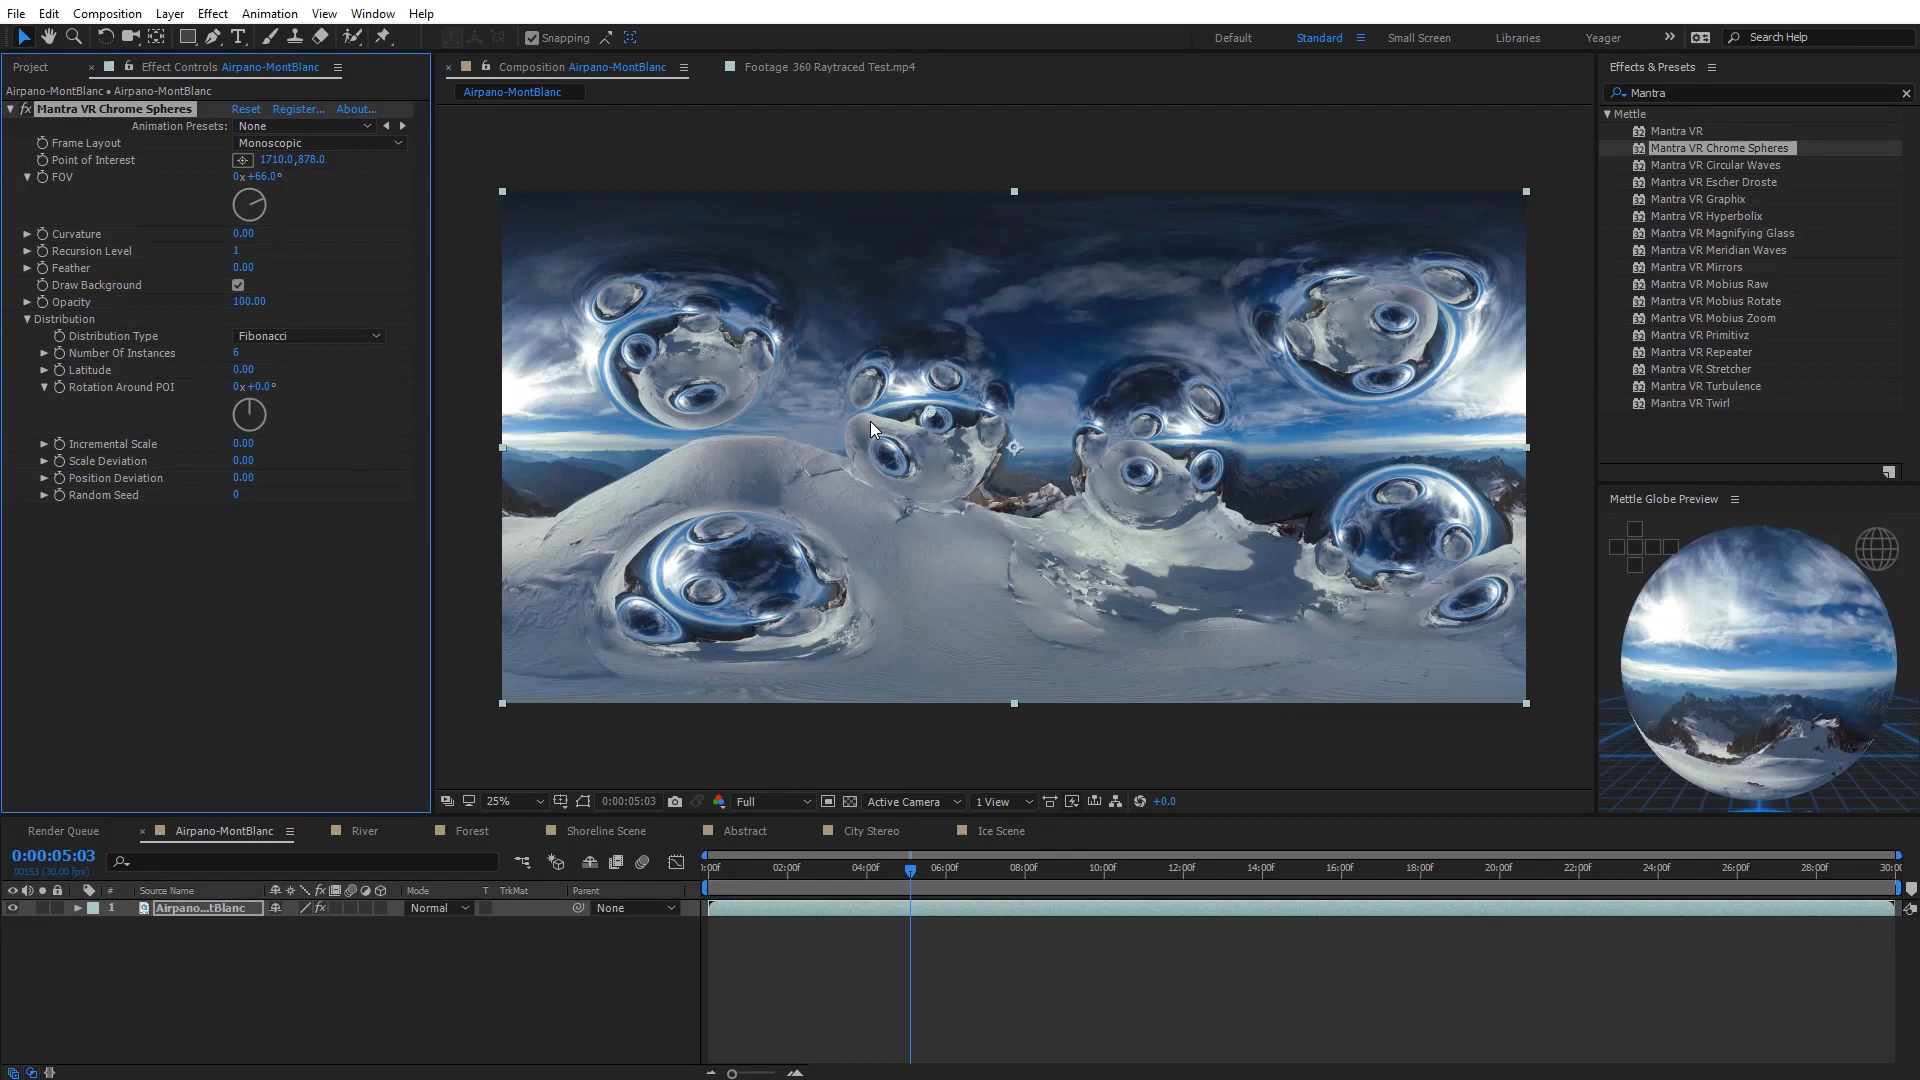 File Edit Composition Layer Effect Animation View Window Help
Snapping
Default Standard Small Screen Libraries Yeager Search Help
Project
Effect Controls Airpano-MontBlanc
Airpano-MontBlanc • Airpano-MontBlanc
fx Mantra VR Chrome Spheres Reset Register... About...
Animation Presets: None
Frame Layout Monoscopic
Point of Interest 1710.0,878.0
FOV 0x+66.0°
Curvature 0.00
Recursion Level 1
Feather 0.00
Draw Background
Opacity 100.00
Distribution
Distribution Type Fibonacci
Number Of Instances 6
Latitude 0.00
Rotation Around POI 0x+0.0°
Incremental Scale 0.00
Scale Deviation 0.00
Position Deviation 0.00
Random Seed 0
Composition Airpano-MontBlanc
Footage 360 Raytraced Test.mp4
Airpano-MontBlanc
25% 0:00:05:03 Full Active Camera 1 View +0.0
Effects & Presets
Mantra
Mettle
Mantra VR
Mantra VR Chrome Spheres
Mantra VR Circular Waves
Mantra VR Escher Droste
Mantra VR Graphix
Mantra VR Hyperbolix
Mantra VR Magnifying Glass
Mantra VR Meridian Waves
Mantra VR Mirrors
Mantra VR Mobius Raw
Mantra VR Mobius Rotate
Mantra VR Mobius Zoom
Mantra VR Primitivz
Mantra VR Repeater
Mantra VR Stretcher
Mantra VR Turbulence
Mantra VR Twirl
Mettle Globe Preview
Render Queue Airpano-MontBlanc River Forest Shoreline Scene Abstract City Stereo Ice Scene
0:00:05:03
00153 (30.00 fps)
:00f 02:00f 04:00f 06:00f 08:00f 10:00f 12:00f 14:00f 16:00f 18:00f 20:00f 22:00f 24:00f 26:00f 28:00f 30:0
# Source Name fx Mode T TrkMat Parent
1 Airpano...tBlanc fx Normal None